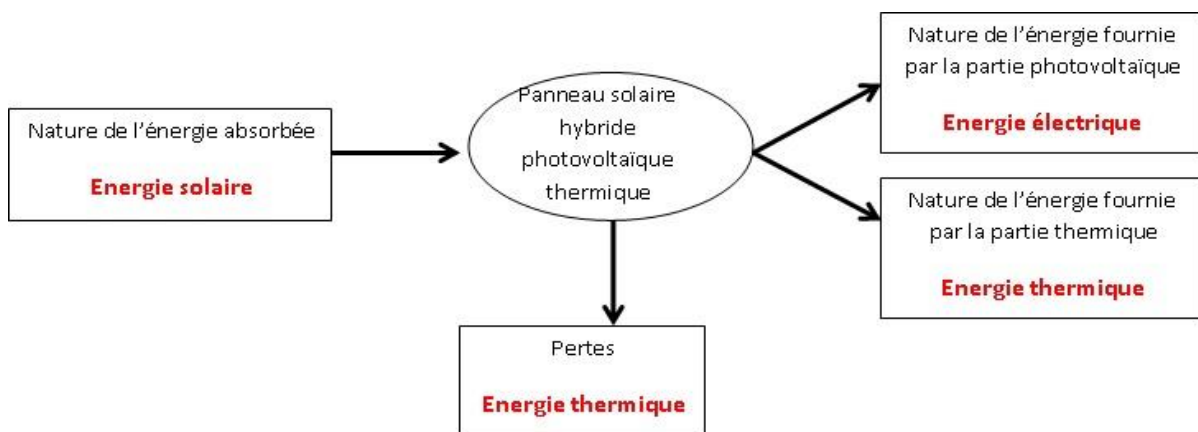 Nature de l'énergie absorbée
Energie solaire
Panneau solaire
hybride
photovoltaïque
thermique
Nature de l'énergie fournie
par la partie photovoltaïque
Energie électrique
Nature de l'énergie fournie
par la partie thermique
Energie thermique
Pertes
Energie thermique